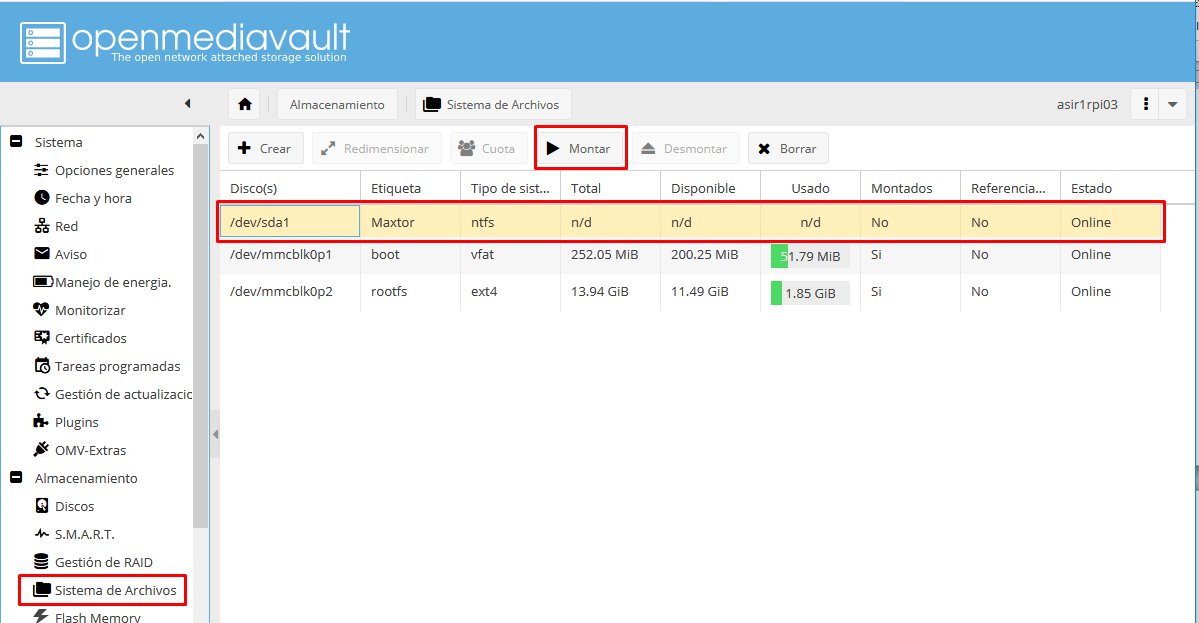 openmediavault
The open network attached storage solution
Almacenamiento Sistema de Archivos asir1rpi03
Sistema
Opciones generales
Fecha y hora
Red
Aviso
Manejo de energia.
Monitorizar
Certificados
Tareas programadas
Gestión de actualizacio
Plugins
OMV-Extras
Almacenamiento
Discos
S.M.A.R.T.
Gestión de RAID
Sistema de Archivos
Flash Memory
Crear Redimensionar Cuota Montar Desmontar Borrar
Disco(s) Etiqueta Tipo de sist... Total Disponible Usado Montados Referencia... Estado
/dev/sda1 Maxtor ntfs n/d n/d n/d No No Online
/dev/mmcblk0p1 boot vfat 252.05 MiB 200.25 MiB 51.79 MiB Si No Online
/dev/mmcblk0p2 rootfs ext4 13.94 GiB 11.49 GiB 1.85 GiB Si No Online